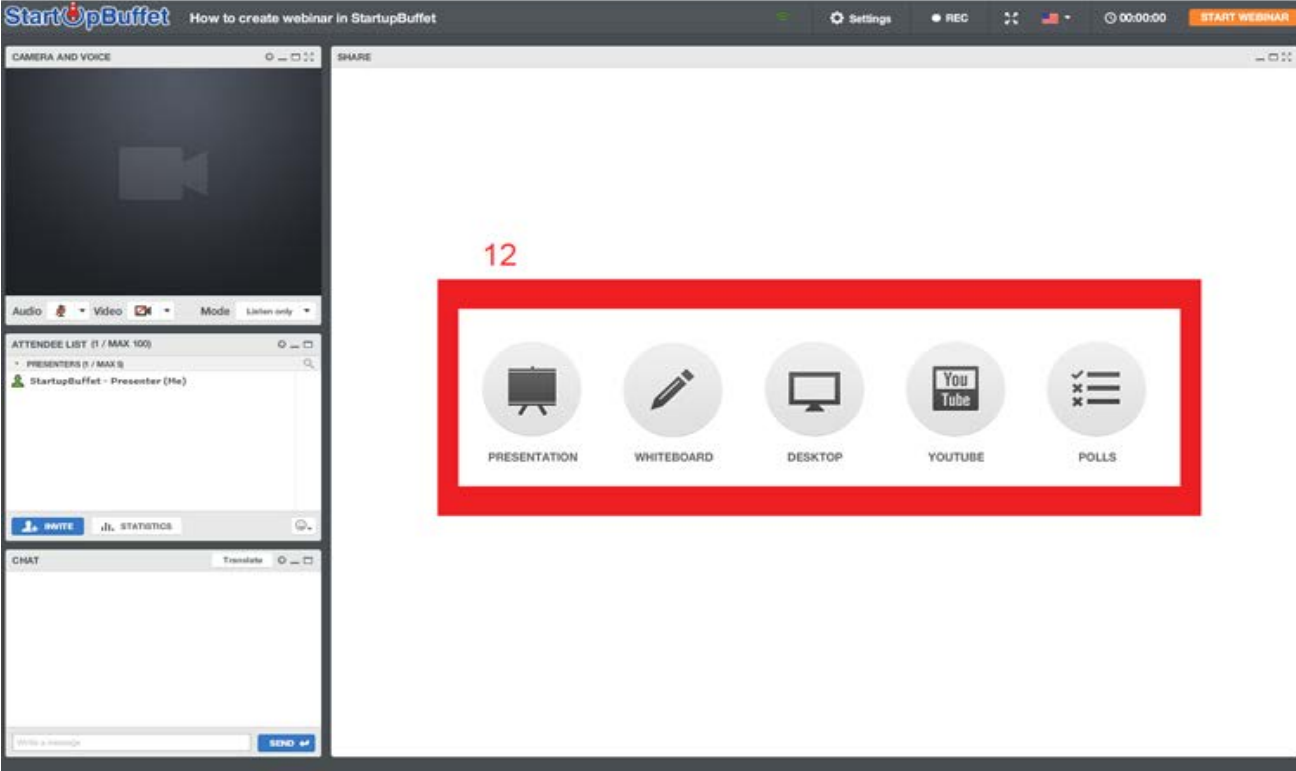 StartUpBuffet How to create webinar in StartupBuffet Settings REC 00:00:00 START WEBINAR
CAMERA AND VOICE
SHARE
12
Audio Video Mode Listen only
ATTENDEE LIST (1 / MAX 100)
PRESENTERS (1 / MAX 5)
StartupBuffet - Presenter (Me)
You
Tube
PRESENTATION WHITEBOARD DESKTOP YOUTUBE POLLS
INVITE STATISTICS
CHAT Translate
Write a message SEND